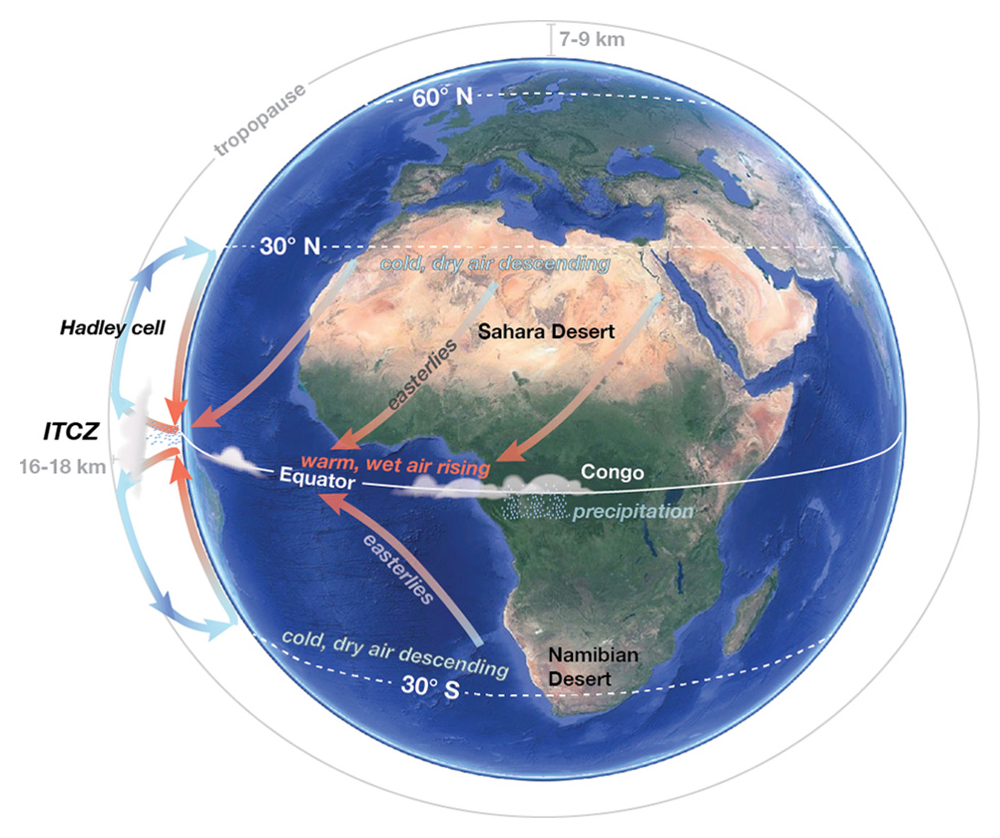 7-9 km
tropopause
60° N
30° N
cold, dry air descending
Hadley cell
Sahara Desert
easterlies
ITCZ
16-18 km
warm, wet air rising
Equator
Congo
precipitation
easterlies
cold, dry air descending
Namibian
Desert
30° S